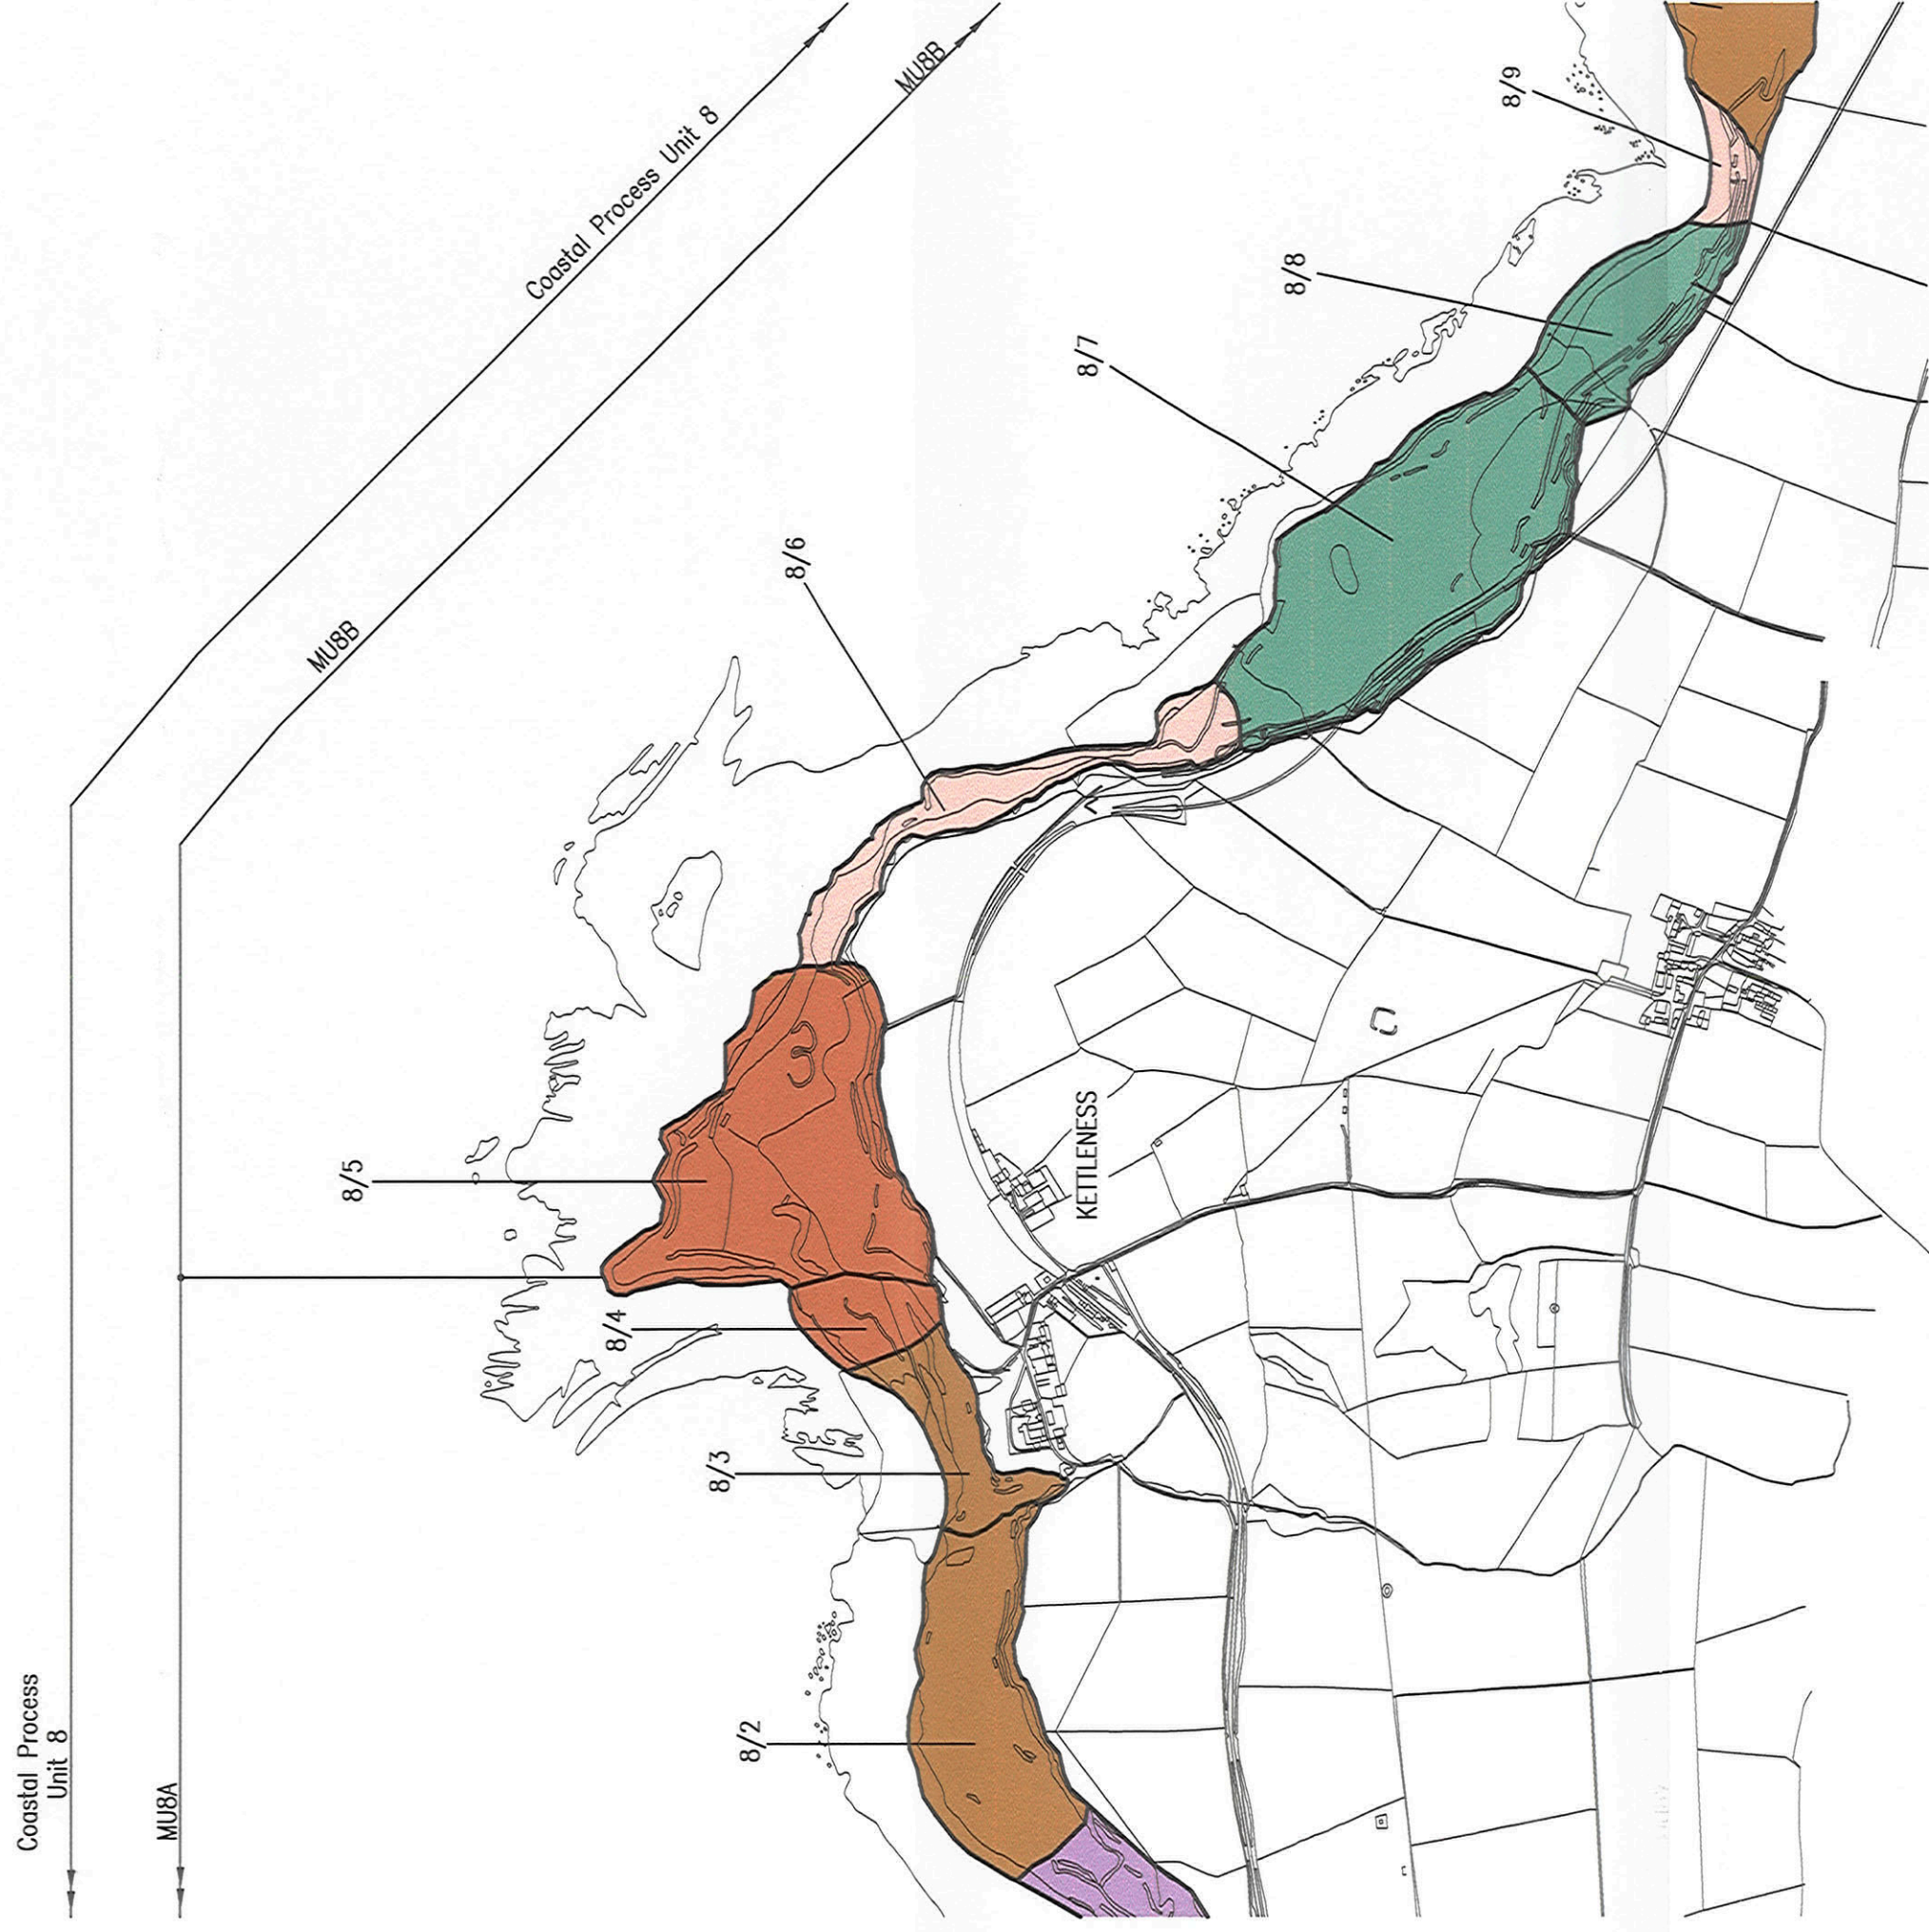 Coastal Process Unit 8
MU8B
8/9
8/8
8/7
8/6
MU8B
8/5
KETTLENESS
8/4
8/3
8/2
Coastal Process
Unit 8
MU8A